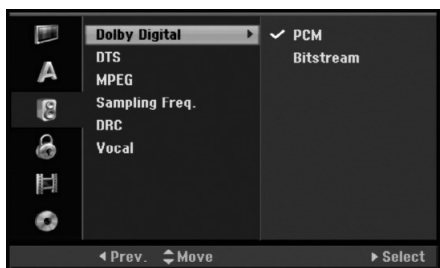 Dolby Digital
DTS
MPEG
Sampling Freq.
DRC
Vocal
PCM
Bitstream
A
Prev. Move Select